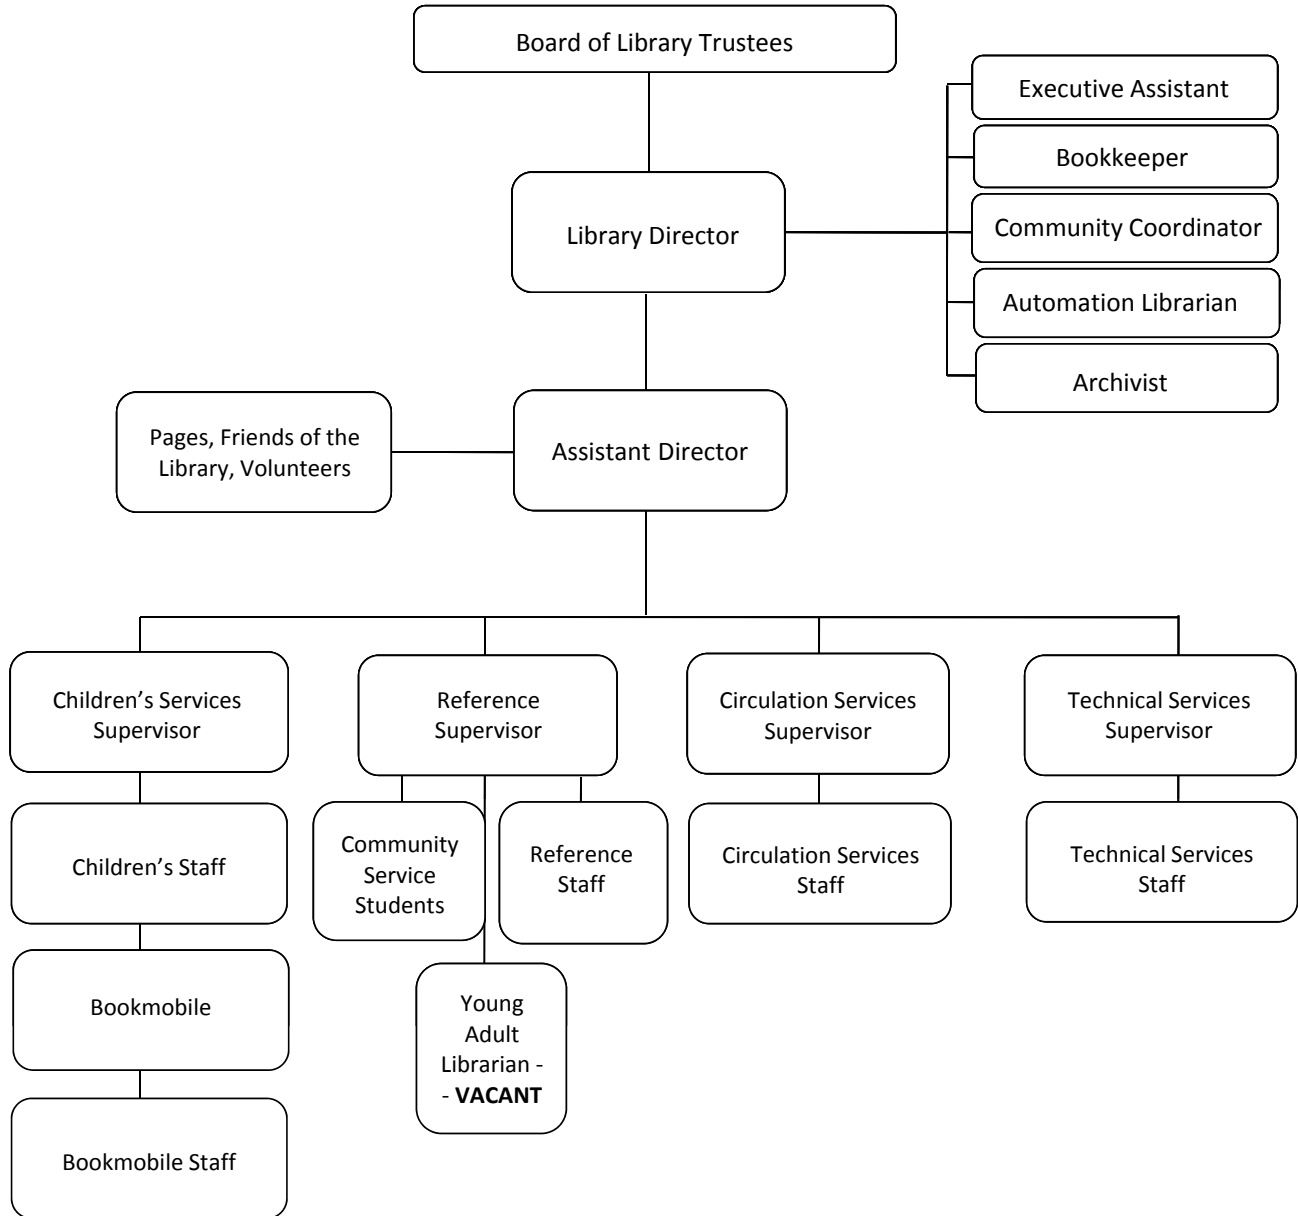 Board of Library Trustees
Executive Assistant
Bookkeeper
Community Coordinator
Automation Librarian
Archivist
Library Director
Pages, Friends of the
Library, Volunteers
Assistant Director
Children’s Services
Supervisor
Reference
Supervisor
Circulation Services
Supervisor
Technical Services
Supervisor
Children’s Staff
Community
Service
Students
Reference
Staff
Circulation Services
Staff
Technical Services
Staff
Bookmobile
Young
Adult
Librarian -
- VACANT
Bookmobile Staff